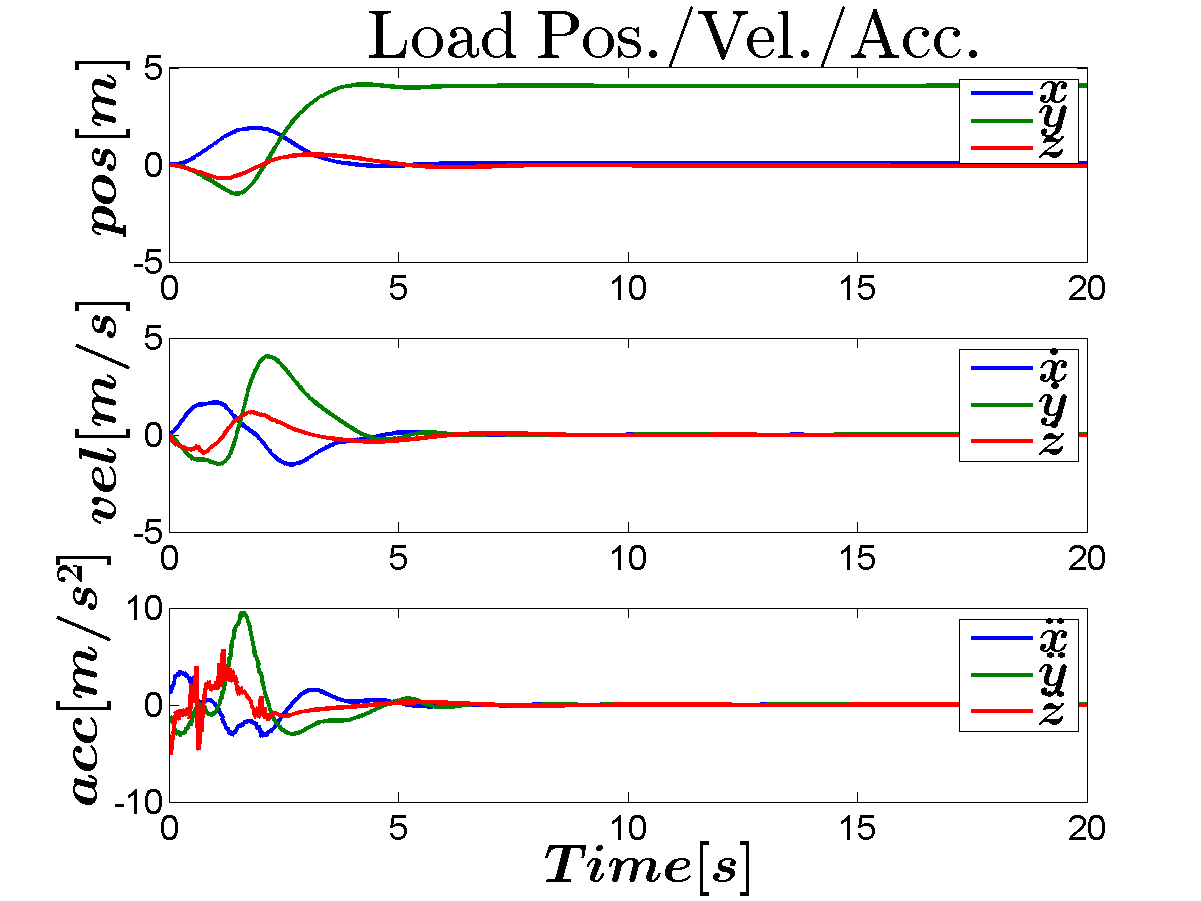 Load Pos./Vel./Acc.
pos[m]
5
0
-5
0 5 10 15 20
x
y
z
vel[m/s]
5
0
-5
0 5 10 15 20
ẋ
ẏ
ż
acc[m/s²]
10
0
-10
0 5 10 15 20
ẍ
ÿ
z̈
Time[s]